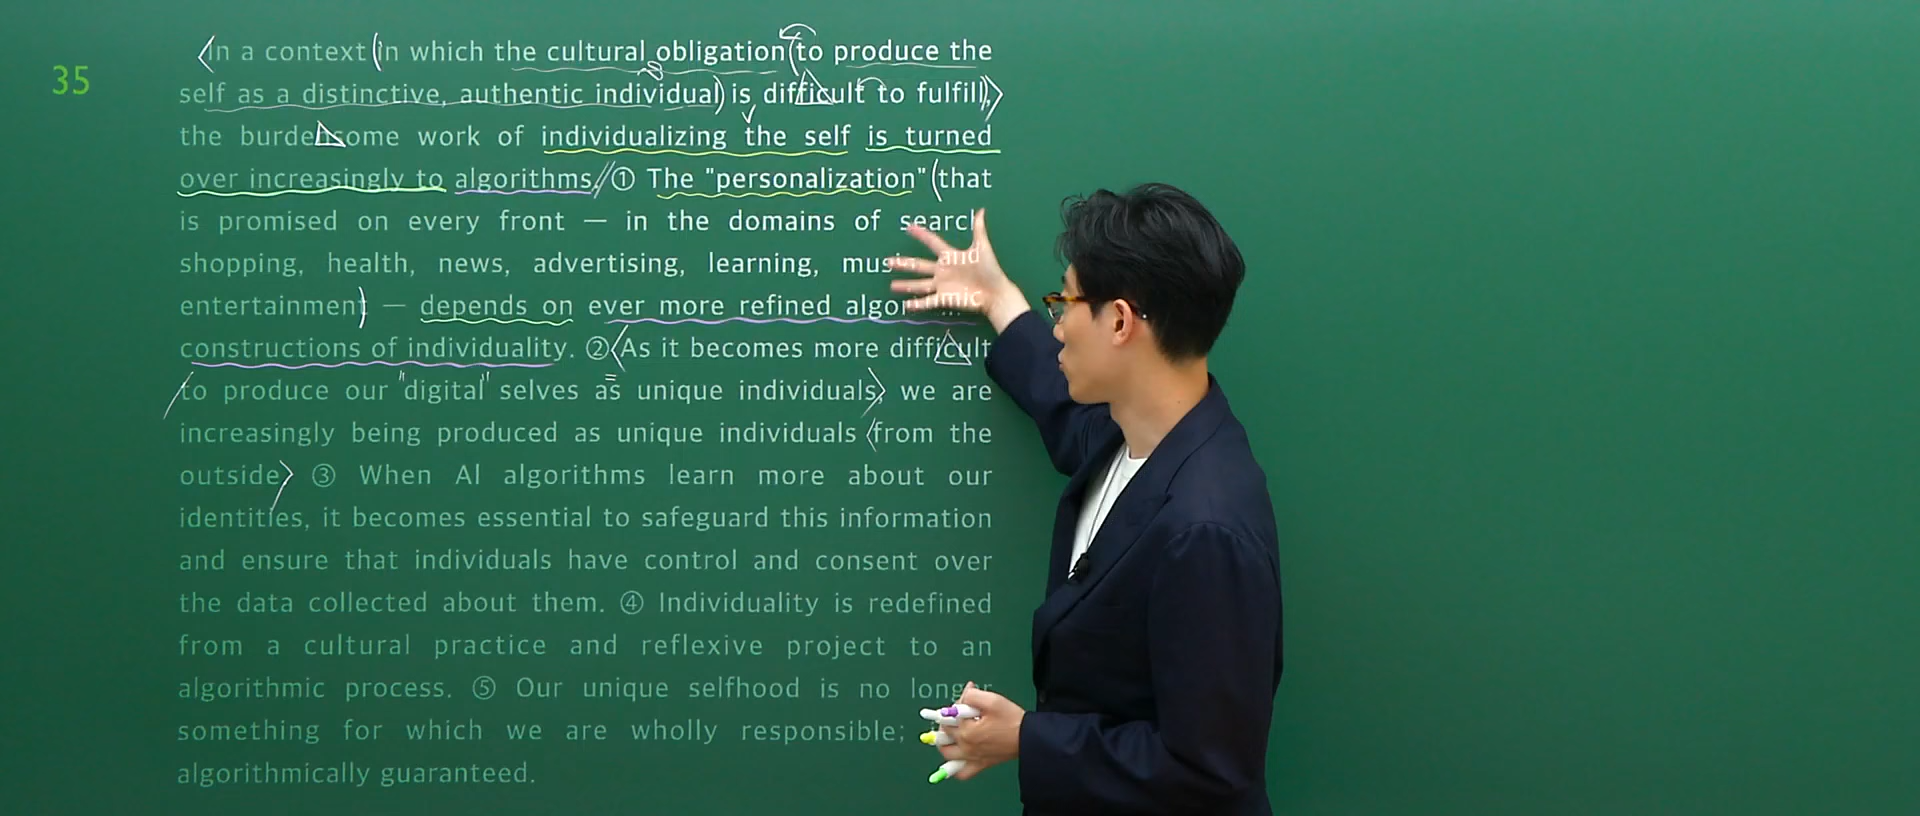 35
In a context in which the cultural obligation to produce the
self as a distinctive, authentic individual is difficult to fulfill,
the burdensome work of individualizing the self is turned
over increasingly to algorithms. ① The "personalization" that
is promised on every front — in the domains of search
shopping, health, news, advertising, learning, music and
entertainment — depends on ever more refined algorithmic
constructions of individuality. ② As it becomes more difficult
to produce our "digital" selves as unique individuals, we are
increasingly being produced as unique individuals from the
outside. ③ When AI algorithms learn more about our
identities, it becomes essential to safeguard this information
and ensure that individuals have control and consent over
the data collected about them. ④ Individuality is redefined
from a cultural practice and reflexive project to an
algorithmic process. ⑤ Our unique selfhood is no longer
something for which we are wholly responsible;
algorithmically guaranteed.